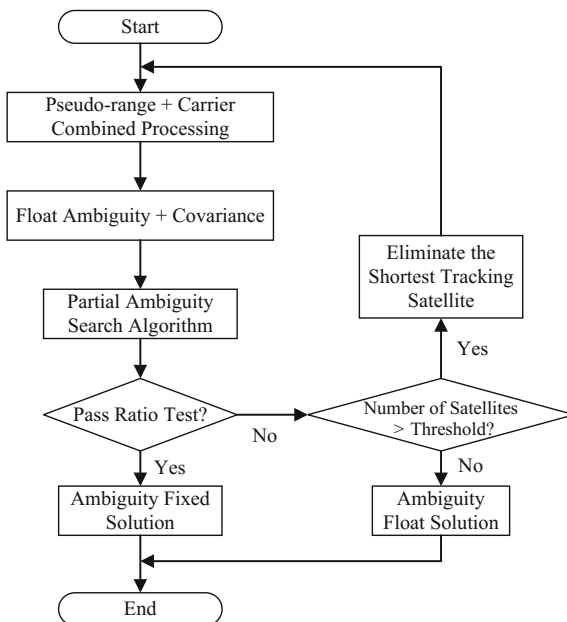 Start
Pseudo-range + Carrier
Combined Processing
Float Ambiguity + Covariance
Eliminate the
Shortest Tracking
Satellite
Partial Ambiguity
Search Algorithm
Yes
Pass Ratio Test?
No
Number of Satellites
> Threshold?
Yes
No
Ambiguity Fixed
Solution
Ambiguity
Float Solution
End